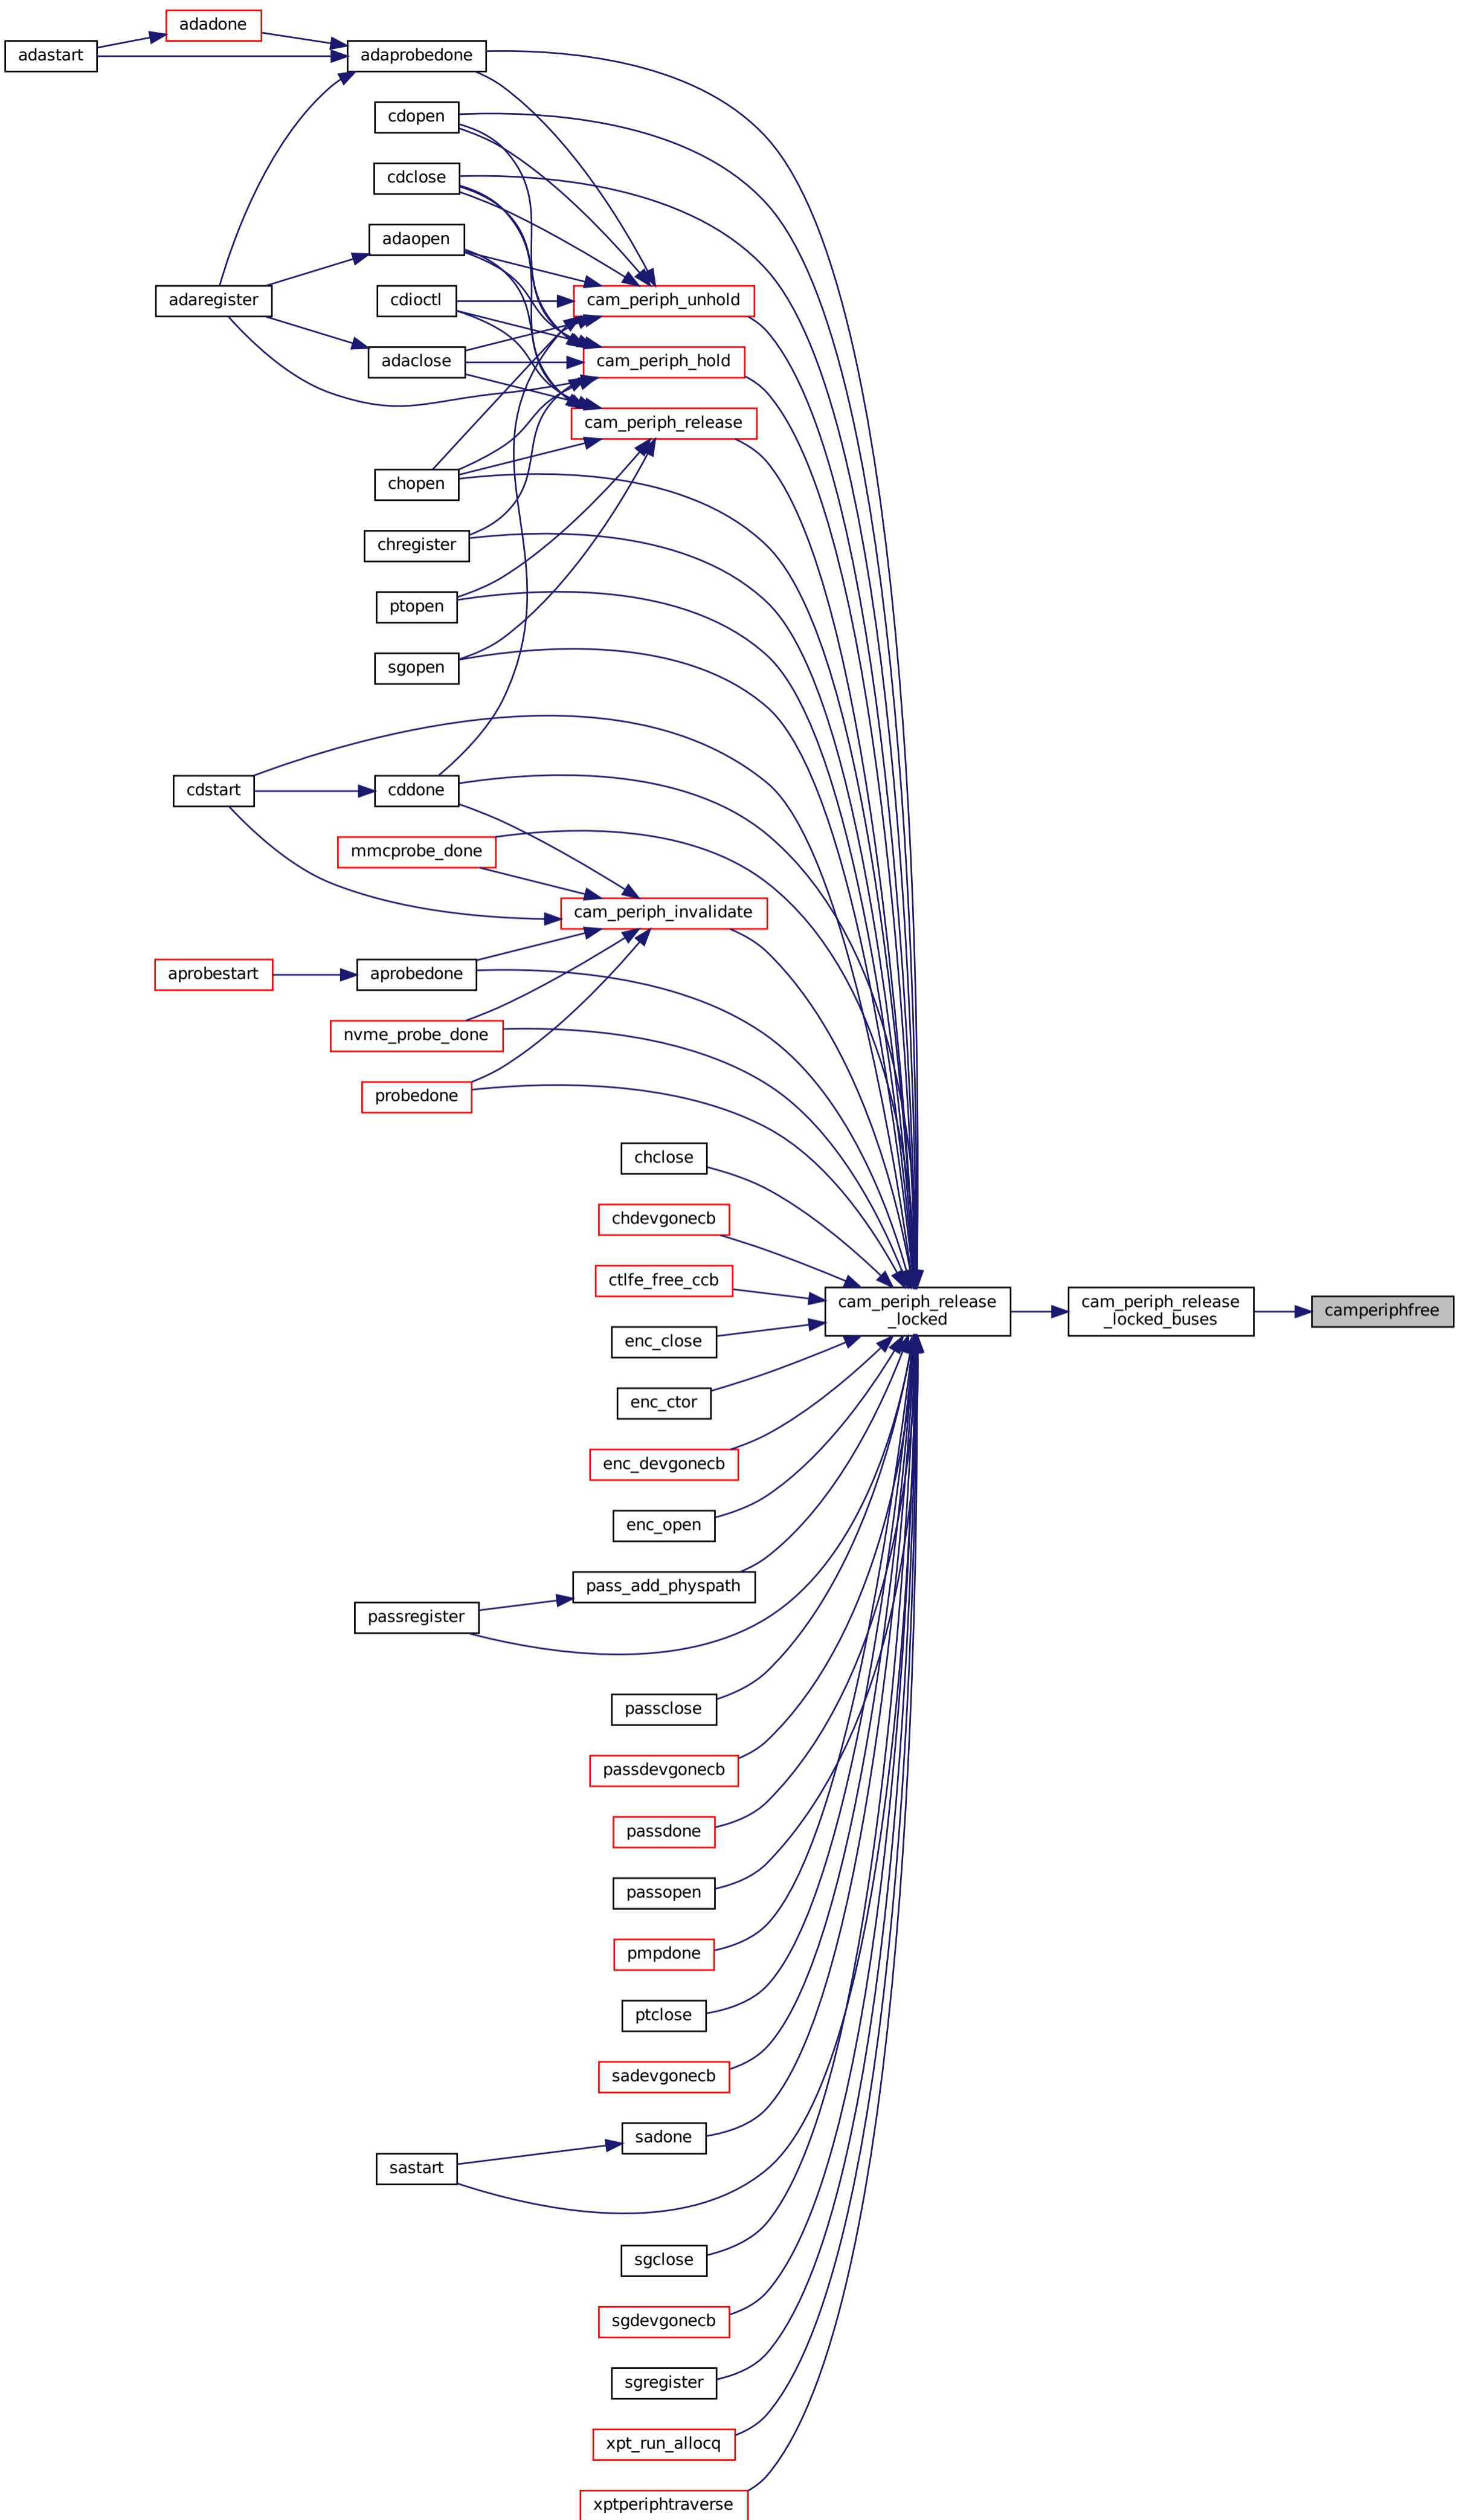 adadone
adastart
adaprobedone
cdopen
cdclose
adaopen
cdioctl
cam_periph_unhold
adaregister
adaclose
cam_periph_hold
cam_periph_release
chopen
chregister
ptopen
sgopen
cdstart
cddone
mmcprobe_done
cam_periph_invalidate
aprobestart
aprobedone
nvme_probe_done
probedone
chclose
chdevgonecb
ctlfe_free_ccb
cam_periph_release
_locked
cam_periph_release
_locked_buses
camperiphfree
enc_close
enc_ctor
enc_devgonecb
enc_open
pass_add_physpath
passregister
passclose
passdevgonecb
passdone
passopen
pmpdone
ptclose
sadevgonecb
sadone
sastart
sgclose
sgdevgonecb
sgregister
xpt_run_allocq
xptperiphtraverse